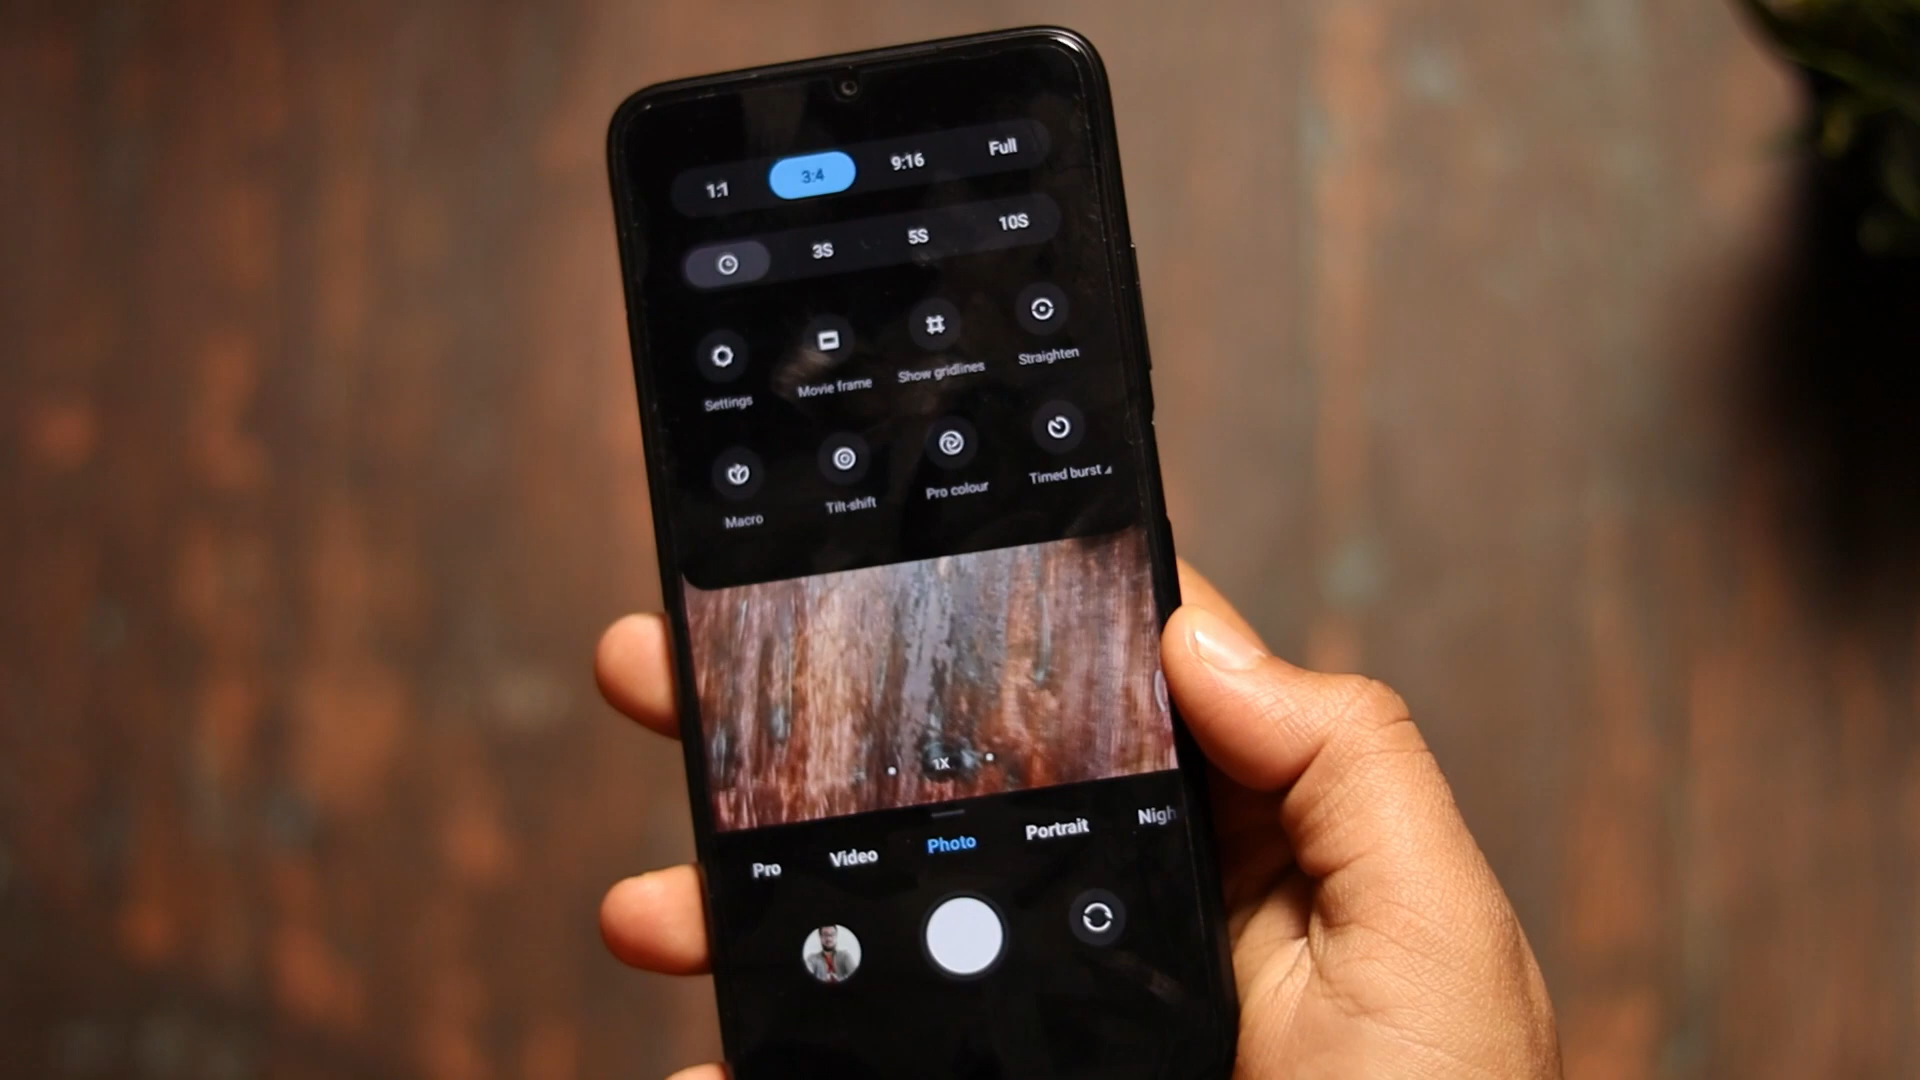 1:1 3:4 9:16 Full
3S 5S 10S
Settings Movie frame Show gridlines Straighten
Macro Tilt-shift Pro colour Timed burst
1X
Pro Video Photo Portrait Nigh